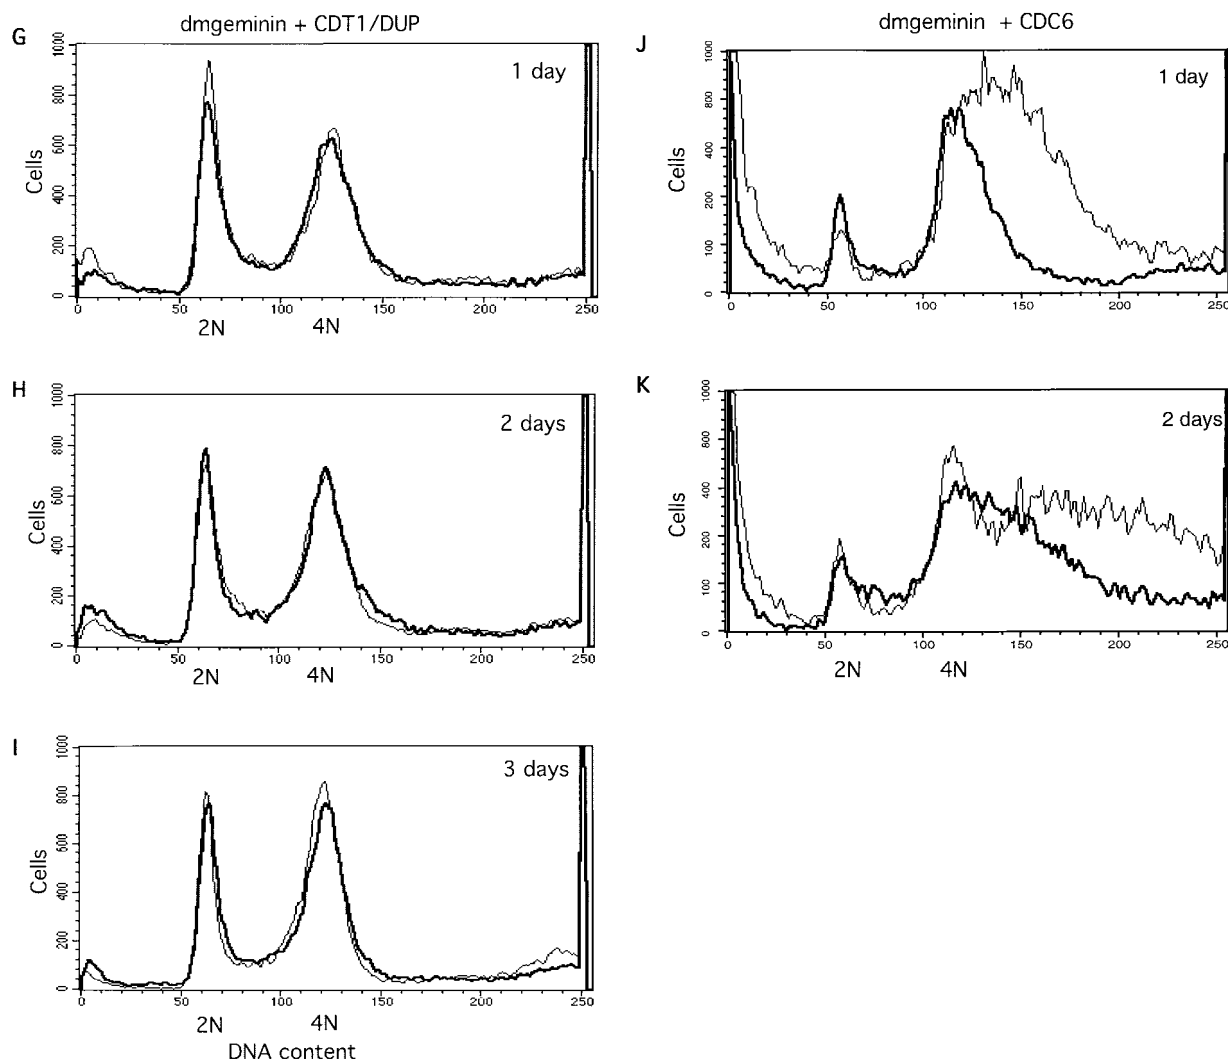 dmgeminin + CDT1/DUP
G
1 day
Cells
0 200 400 600 800 1000
0 50 100 150 200 250
2N 4N
H
2 days
Cells
0 200 400 600 800 1000
0 50 100 150 200 250
2N 4N
I
3 days
Cells
0 200 400 600 800 1000
0 50 100 150 200 250
2N 4N
DNA content
dmgeminin + CDC6
J
1 day
Cells
0 100 200 400 800 1000
0 50 100 150 200 250
K
2 days
Cells
0 100 200 400 800 1000
0 50 100 150 200 250
2N 4N